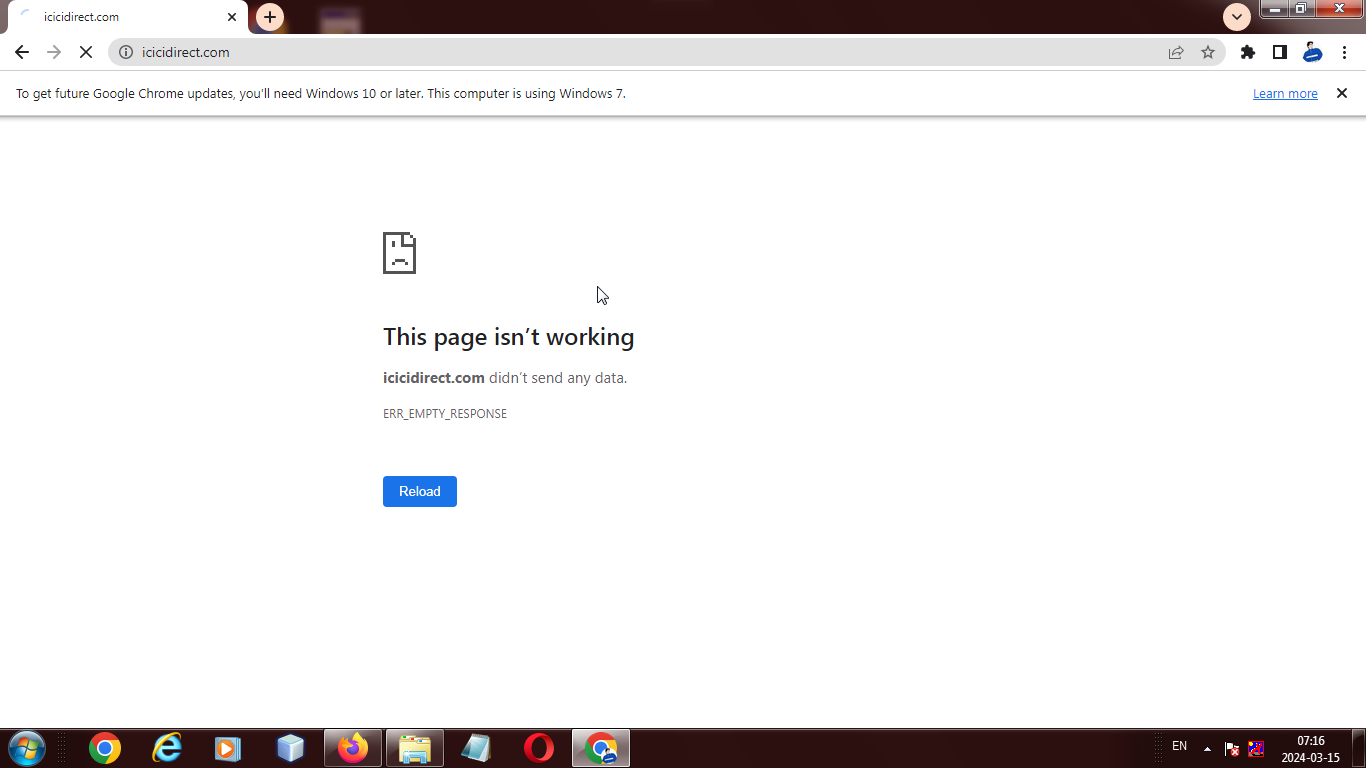 icicidirect.com
icicidirect.com
To get future Google Chrome updates, you'll need Windows 10 or later. This computer is using Windows 7.
Learn more
This page isn’t working
icicidirect.com didn’t send any data.
ERR_EMPTY_RESPONSE
Reload
EN
07:16
2024-03-15